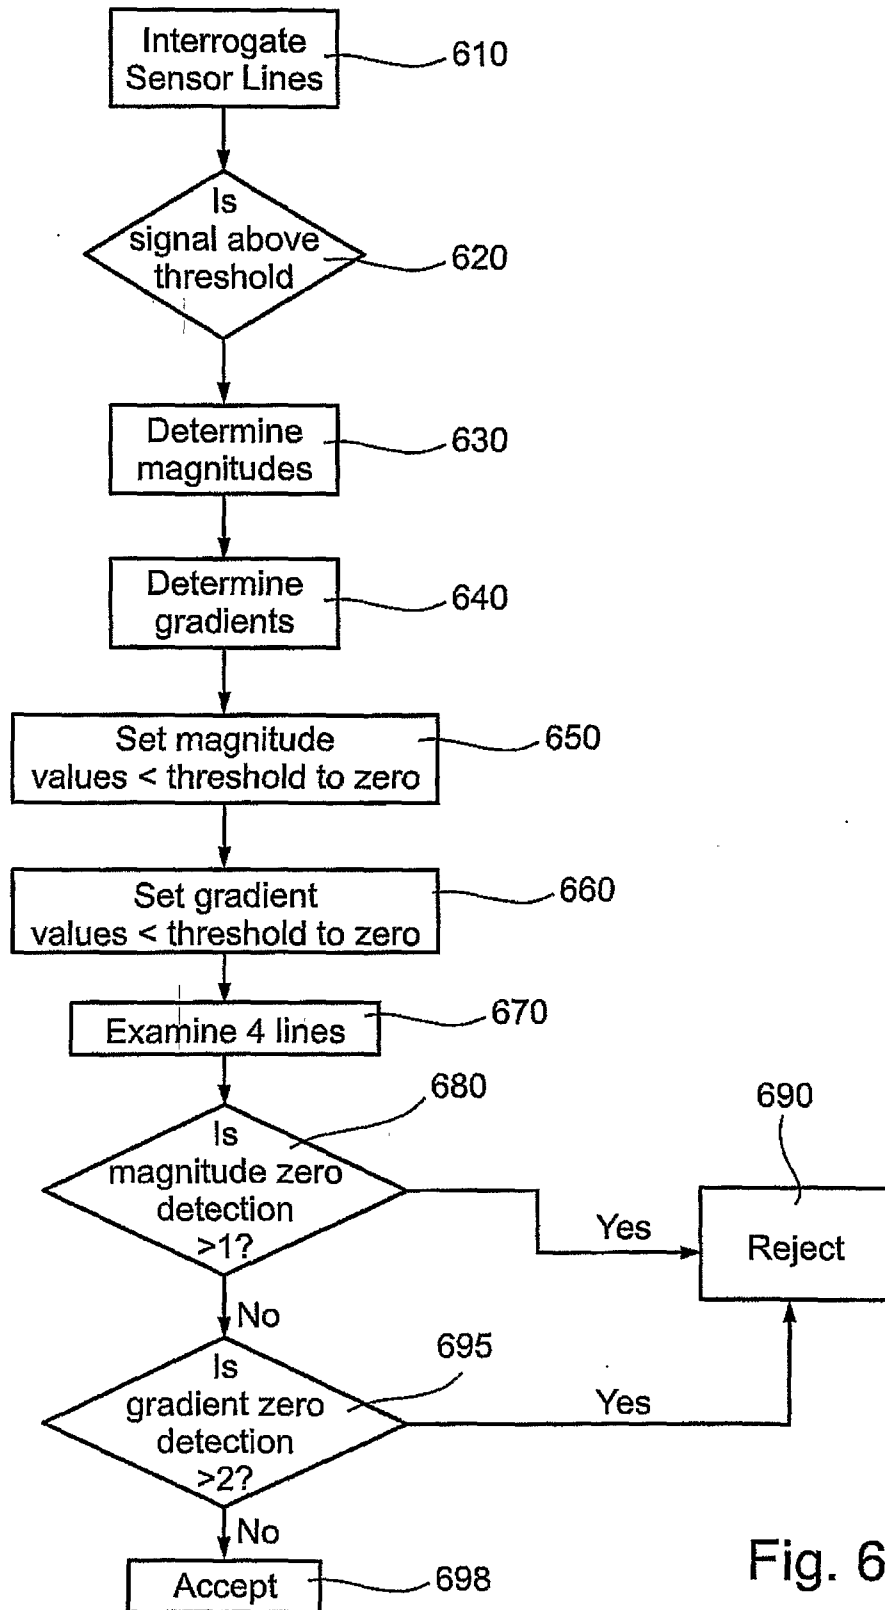 Interrogate
Sensor Lines
610
Is
signal above
threshold
620
Determine
magnitudes
630
Determine
gradients
640
Set magnitude
values < threshold to zero
650
Set gradient
values < threshold to zero
660
Examine 4 lines
670
680
Is
magnitude zero
detection
>1?
Yes
690
Reject
No
695
Is
gradient zero
detection
>2?
Yes
No
Accept
698
Fig. 6